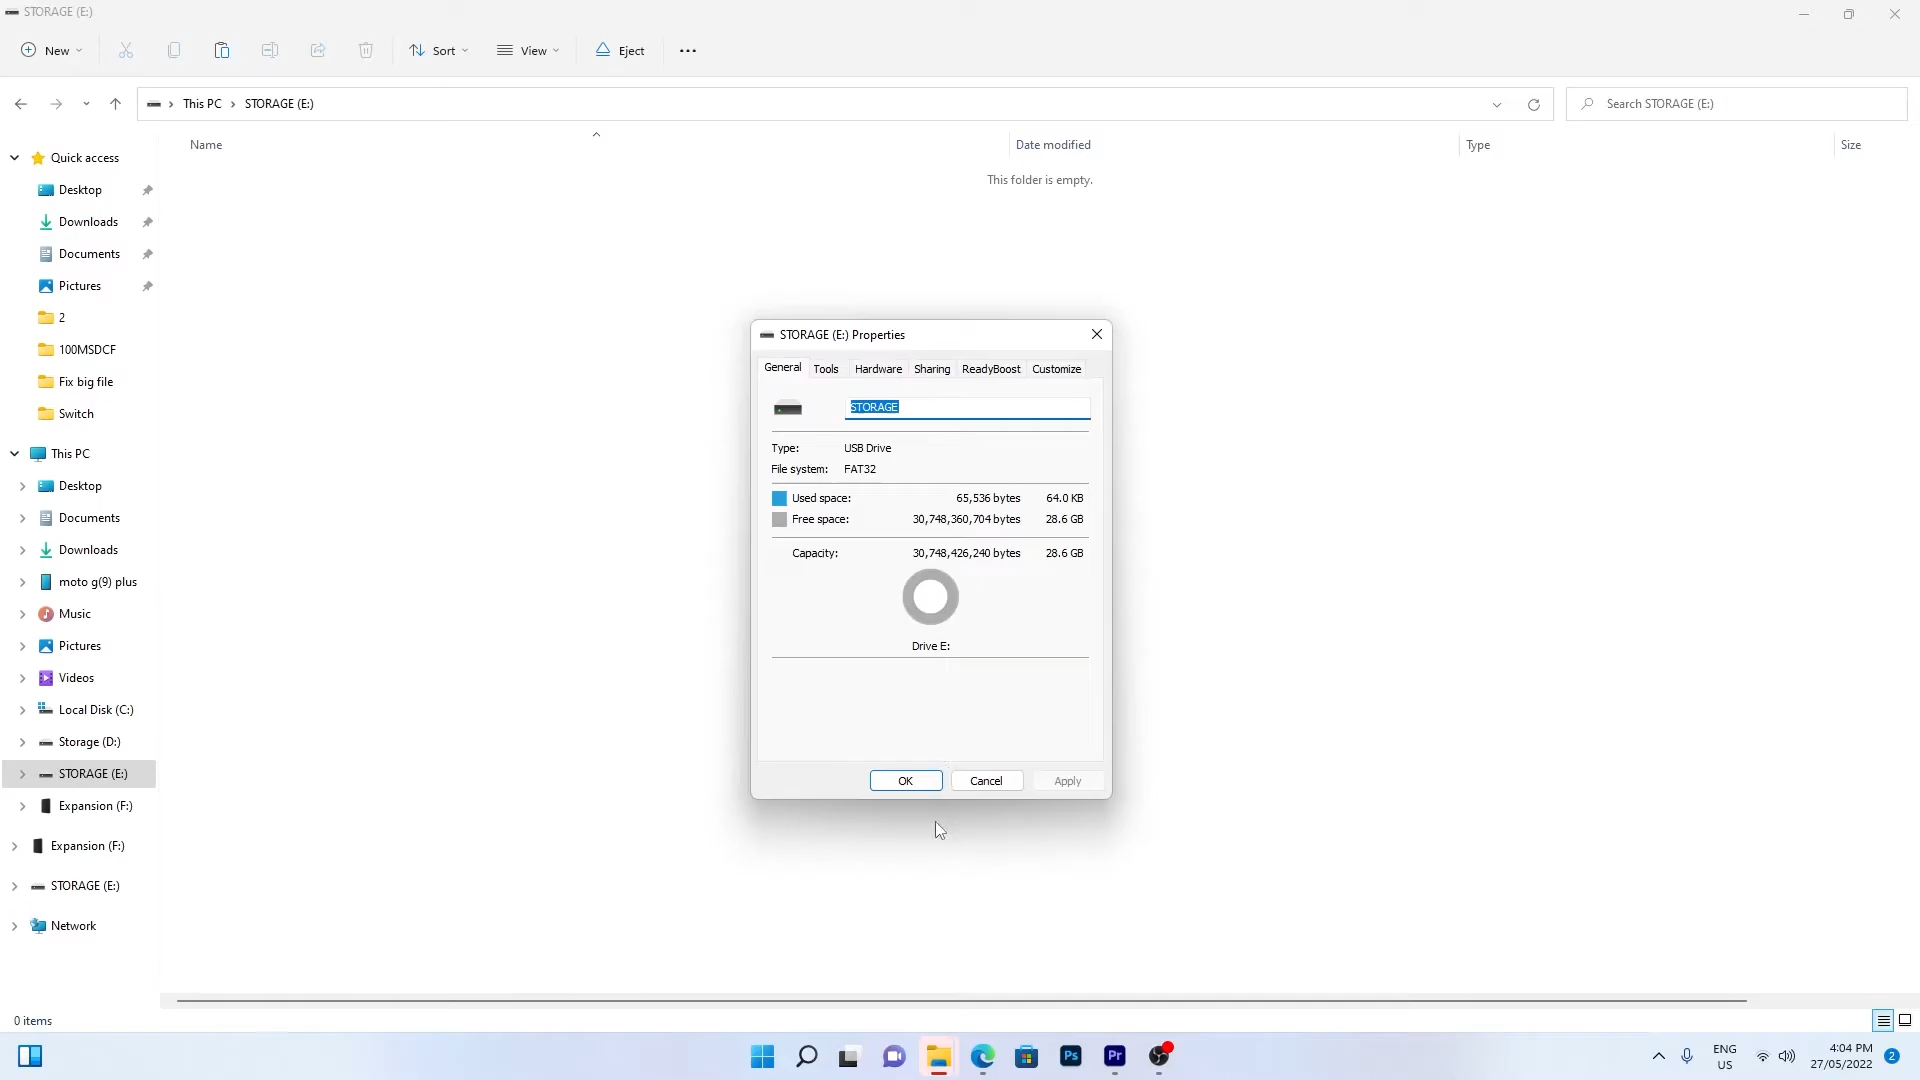 STORAGE (E:)
New
Sort
View
Eject
This PC
STORAGE (E:)
Search STORAGE (E:)
Name
Date modified
Type
Size
This folder is empty.
Quick access
Desktop
Downloads
Documents
Pictures
2
100MSDCF
Fix big file
Switch
This PC
Desktop
Documents
Downloads
moto g(9) plus
Music
Pictures
Videos
Local Disk (C:)
Storage (D:)
STORAGE (E:)
Expansion (F:)
Expansion (F:)
STORAGE (E:)
Network
0 items
STORAGE (E:) Properties
General Tools Hardware Sharing ReadyBoost Customize
STORAGE
Type: USB Drive
File system: FAT32
Used space: 65,536 bytes 64.0 KB
Free space: 30,748,360,704 bytes 28.6 GB
Capacity: 30,748,426,240 bytes 28.6 GB
Drive E:
OK Cancel Apply
Ps
Pr
ENG
US
4:04 PM
27/05/2022
2